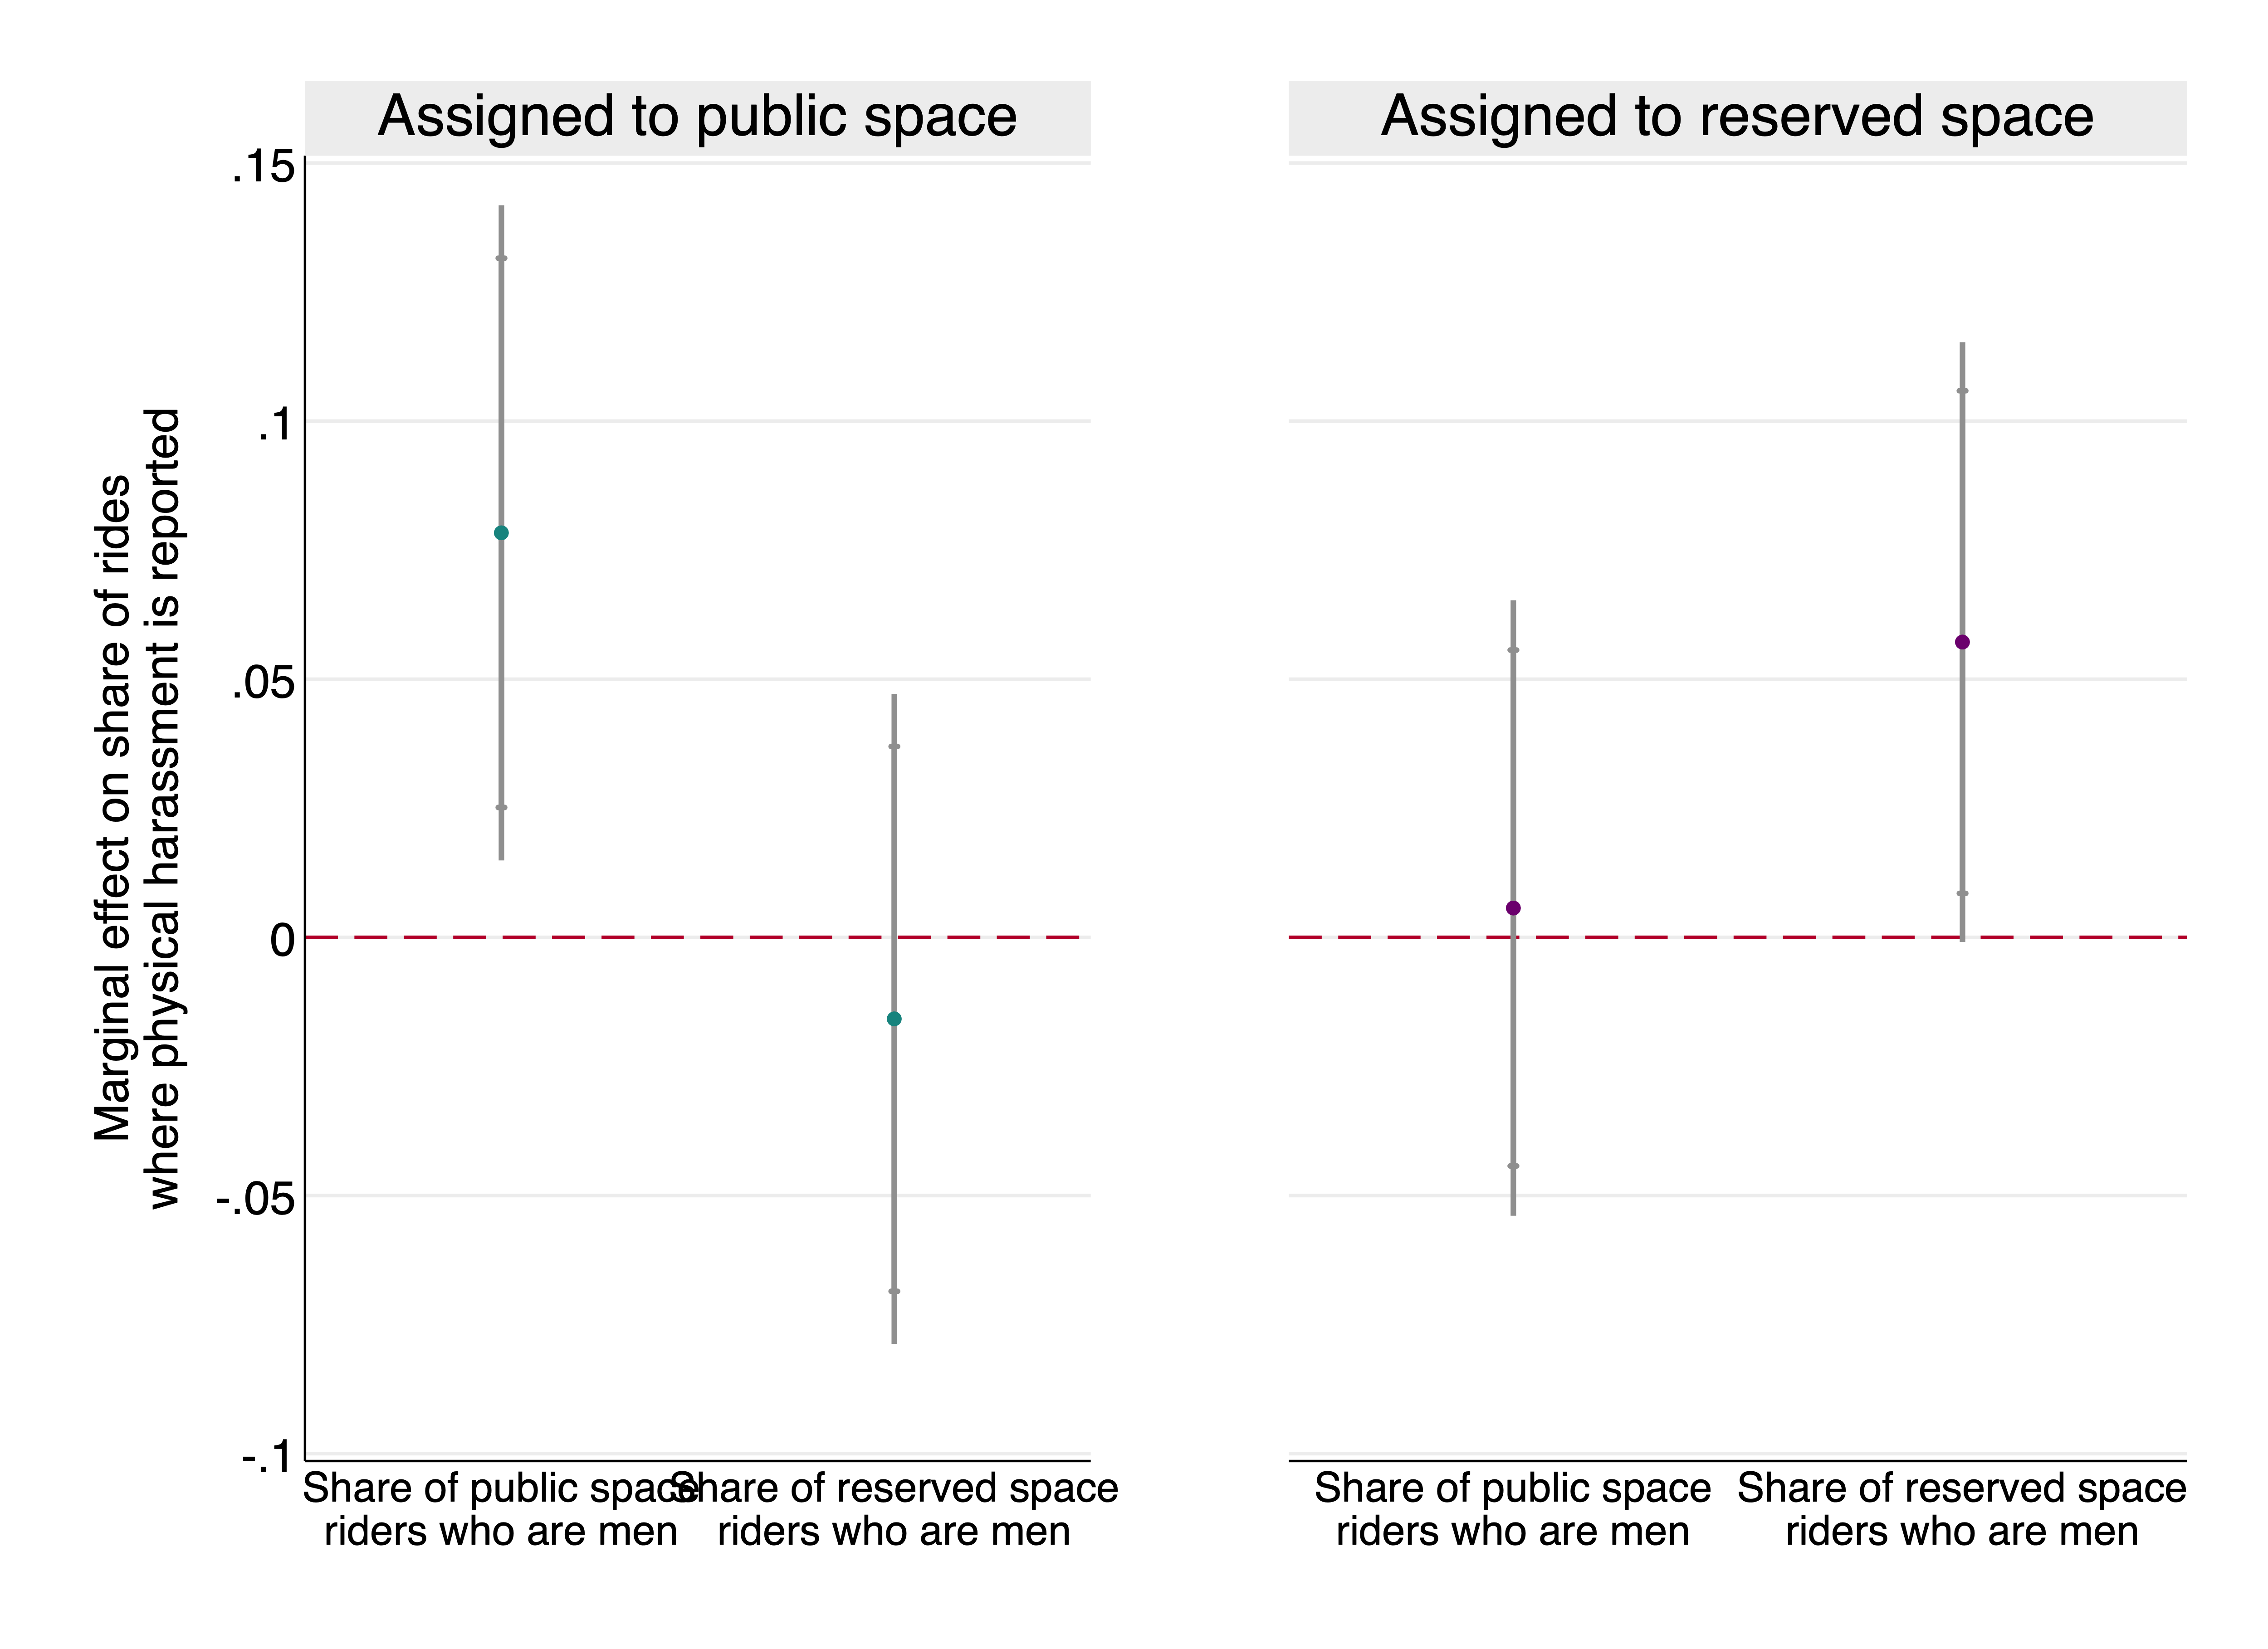 Assigned to public space
Assigned to reserved space
.15
.1
.05
0
-.05
-.1
Marginal effect on share of rides
where physical harassment is reported
Share of public space
riders who are men
Share of reserved space
riders who are men
Share of public space
riders who are men
Share of reserved space
riders who are men